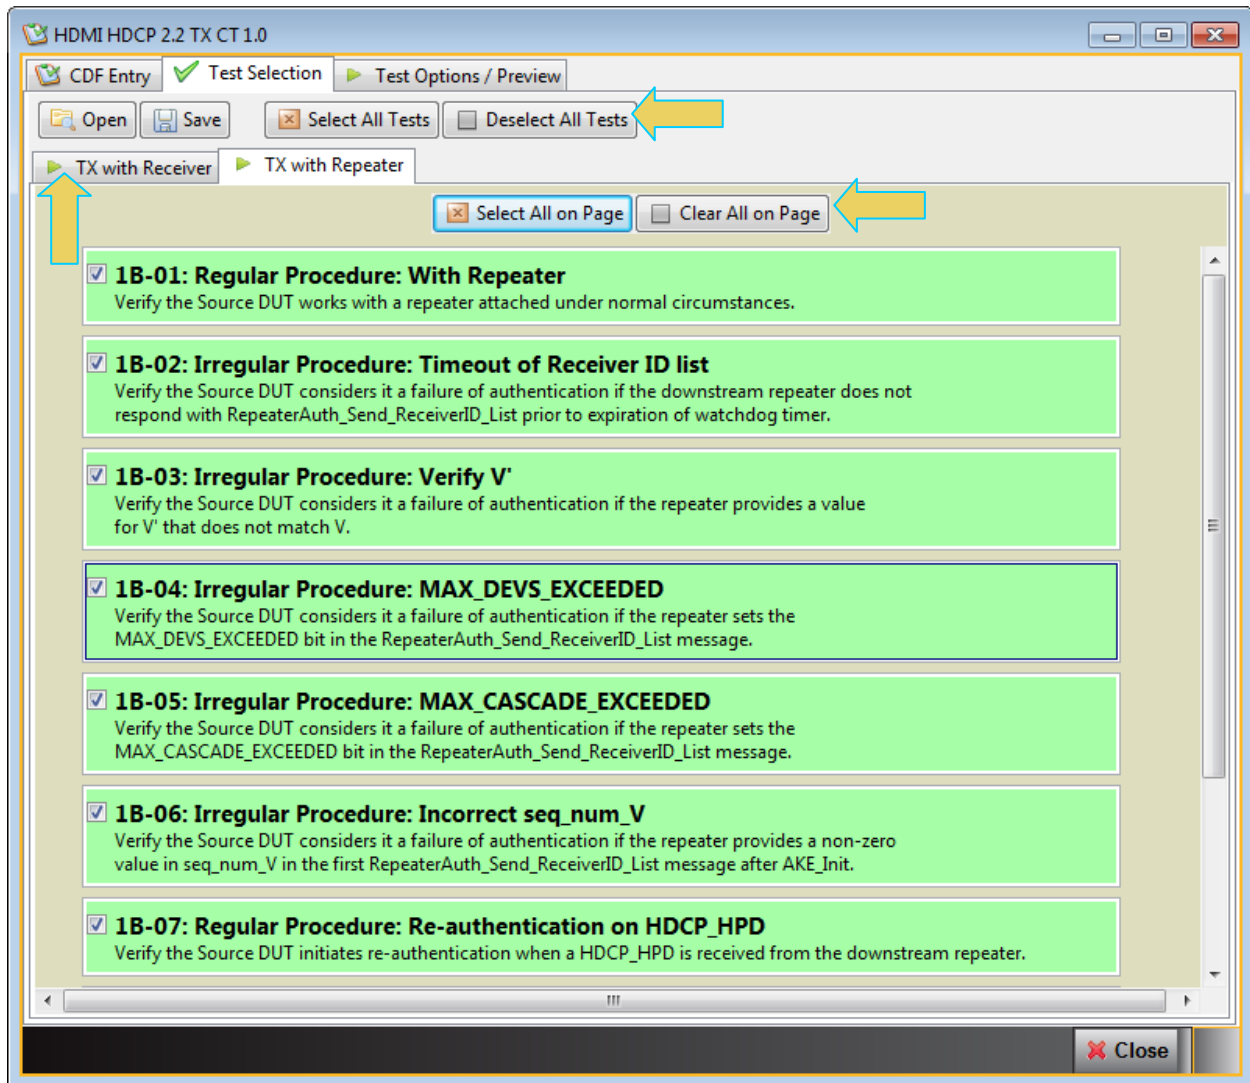 HDMI HDCP 2.2 TX CT 1.0
CDF Entry Test Selection Test Options / Preview
Open Save Select All Tests Deselect All Tests
TX with Receiver TX with Repeater
Select All on Page Clear All on Page
1B-01: Regular Procedure: With Repeater
Verify the Source DUT works with a repeater attached under normal circumstances.
1B-02: Irregular Procedure: Timeout of Receiver ID list
Verify the Source DUT considers it a failure of authentication if the downstream repeater does not
respond with RepeaterAuth_Send_ReceiverID_List prior to expiration of watchdog timer.
1B-03: Irregular Procedure: Verify V'
Verify the Source DUT considers it a failure of authentication if the repeater provides a value
for V' that does not match V.
1B-04: Irregular Procedure: MAX_DEVS_EXCEEDED
Verify the Source DUT considers it a failure of authentication if the repeater sets the
MAX_DEVS_EXCEEDED bit in the RepeaterAuth_Send_ReceiverID_List message.
1B-05: Irregular Procedure: MAX_CASCADE_EXCEEDED
Verify the Source DUT considers it a failure of authentication if the repeater sets the
MAX_CASCADE_EXCEEDED bit in the RepeaterAuth_Send_ReceiverID_List message.
1B-06: Irregular Procedure: Incorrect seq_num_V
Verify the Source DUT considers it a failure of authentication if the repeater provides a non-zero
value in seq_num_V in the first RepeaterAuth_Send_ReceiverID_List message after AKE_Init.
1B-07: Regular Procedure: Re-authentication on HDCP_HPD
Verify the Source DUT initiates re-authentication when a HDCP_HPD is received from the downstream repeater.
Close